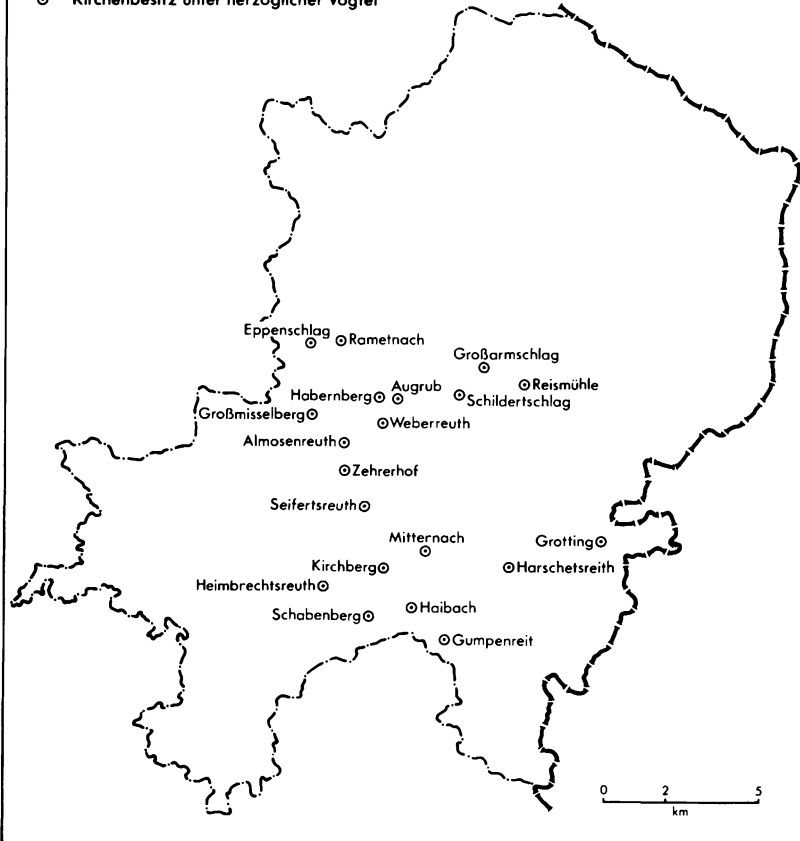 Kirchenbesitz unter herzoglicher Vogtei
Eppenschlag
Rametnach
Großarmschlag
Reismühle
Augrub
Habernberg
Schildertschlag
Großmisselberg
Weberreuth
Almosenreuth
Zehrerhof
Seifertsreuth
Mitternach
Grotting
Kirchberg
Harschetsreith
Heimbrechtsreuth
Haibach
Schabenberg
Gumpenreit
0 2 5
km